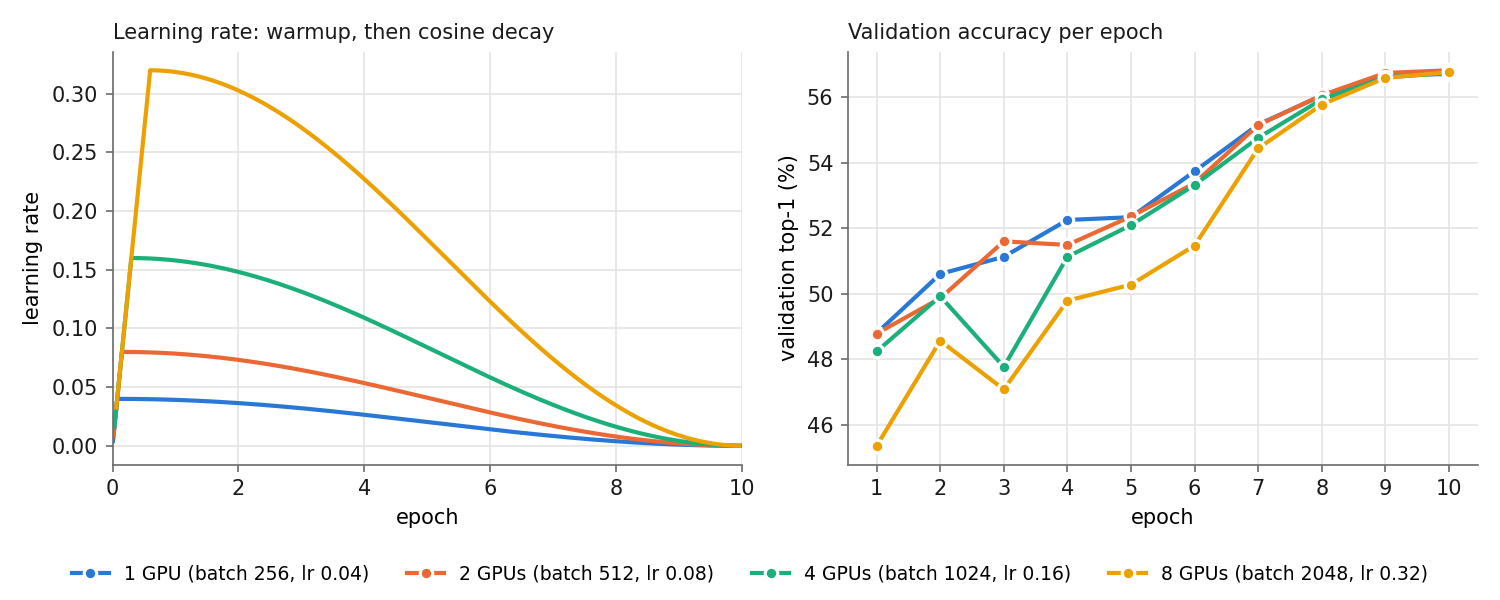 Learning rate: warmup, then cosine decay
learning rate
0.30
0.25
0.20
0.15
0.10
0.05
0.00
0 2 4 6 8 10
epoch
Validation accuracy per epoch
validation top-1 (%)
56
54
52
50
48
46
1 2 3 4 5 6 7 8 9 10
epoch
1 GPU (batch 256, lr 0.04) 2 GPUs (batch 512, lr 0.08) 4 GPUs (batch 1024, lr 0.16) 8 GPUs (batch 2048, lr 0.32)